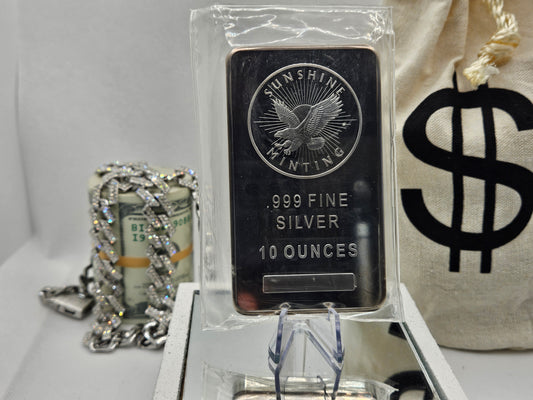 SUNSHINE
MINTING
.999 FINE
SILVER
10 OUNCES
$